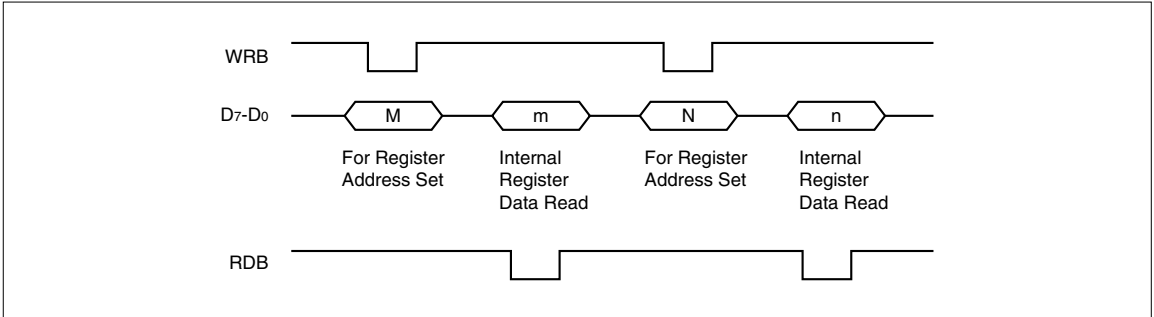 WRB
D7-D0
M
m
N
n
For Register
Address Set
Internal
Register
Data Read
For Register
Address Set
Internal
Register
Data Read
RDB